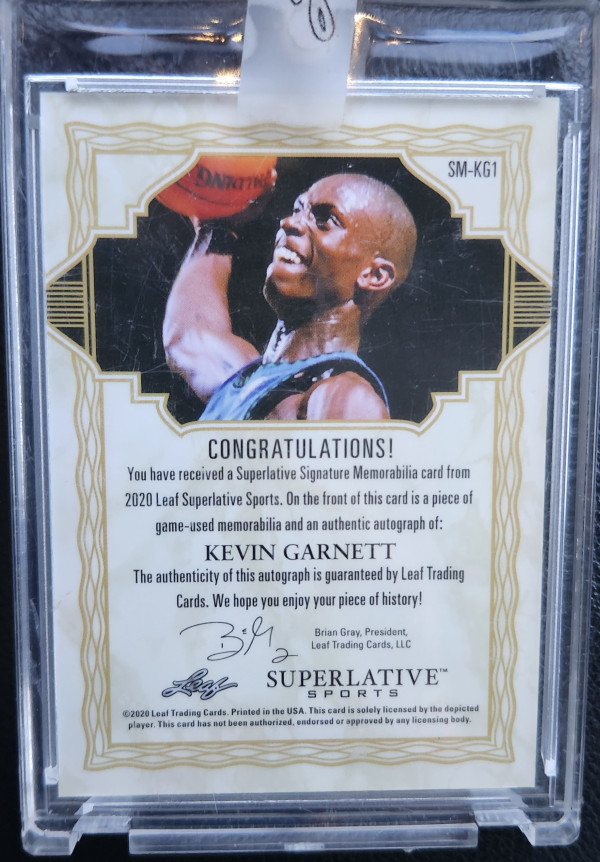 SM-KG1
CONGRATULATIONS!
You have received a Superlative Signature Memorabilia card from
2020 Leaf Superlative Sports. On the front of this card is a piece of
game-used memorabilia and an authentic autograph of:
KEVIN GARNETT
The authenticity of this autograph is guaranteed by Leaf Trading
Cards. We hope you enjoy your piece of history!
Brian Gray, President,
Leaf Trading Cards, LLC
Leaf
SUPERLATIVE™
SPORTS
©2020 Leaf Trading Cards. Printed in the USA. This card is solely licensed by the depicted
player. This card has not been authorized, endorsed or approved by any licensing body.